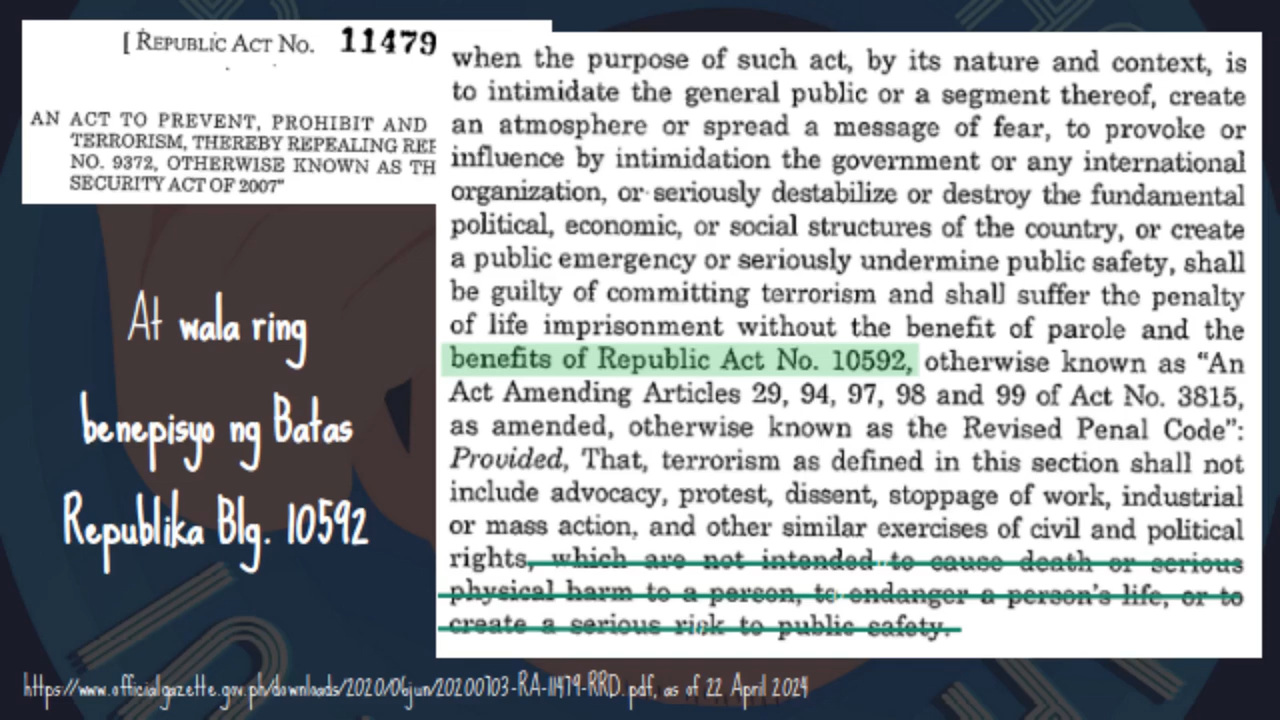 [ REPUBLIC ACT NO. 11479
AN ACT TO PREVENT, PROHIBIT AND
TERRORISM, THEREBY REPEALING REP
NO. 9372, OTHERWISE KNOWN AS TH
SECURITY ACT OF 2007"
when the purpose of such act, by its nature and context, is
to intimidate the general public or a segment thereof, create
an atmosphere or spread a message of fear, to provoke or
influence by intimidation the government or any international
organization, or seriously destabilize or destroy the fundamental
political, economic, or social structures of the country, or create
a public emergency or seriously undermine public safety, shall
be guilty of committing terrorism and shall suffer the penalty
of life imprisonment without the benefit of parole and the
benefits of Republic Act No. 10592, otherwise known as “An
Act Amending Articles 29, 94, 97, 98 and 99 of Act No. 3815,
as amended, otherwise known as the Revised Penal Code”:
Provided, That, terrorism as defined in this section shall not
include advocacy, protest, dissent, stoppage of work, industrial
or mass action, and other similar exercises of civil and political
rights, which are not intended to cause death or serious
physical harm to a person, to endanger a person’s life, or to
create a serious risk to public safety.
At wala ring
benepisyo ng Batas
Republika Blg. 10592
https://www.officialgazette.gov.ph/downloads/2020/06jun/20200703-RA-11479-RRD.pdf, as of 22 April 2024